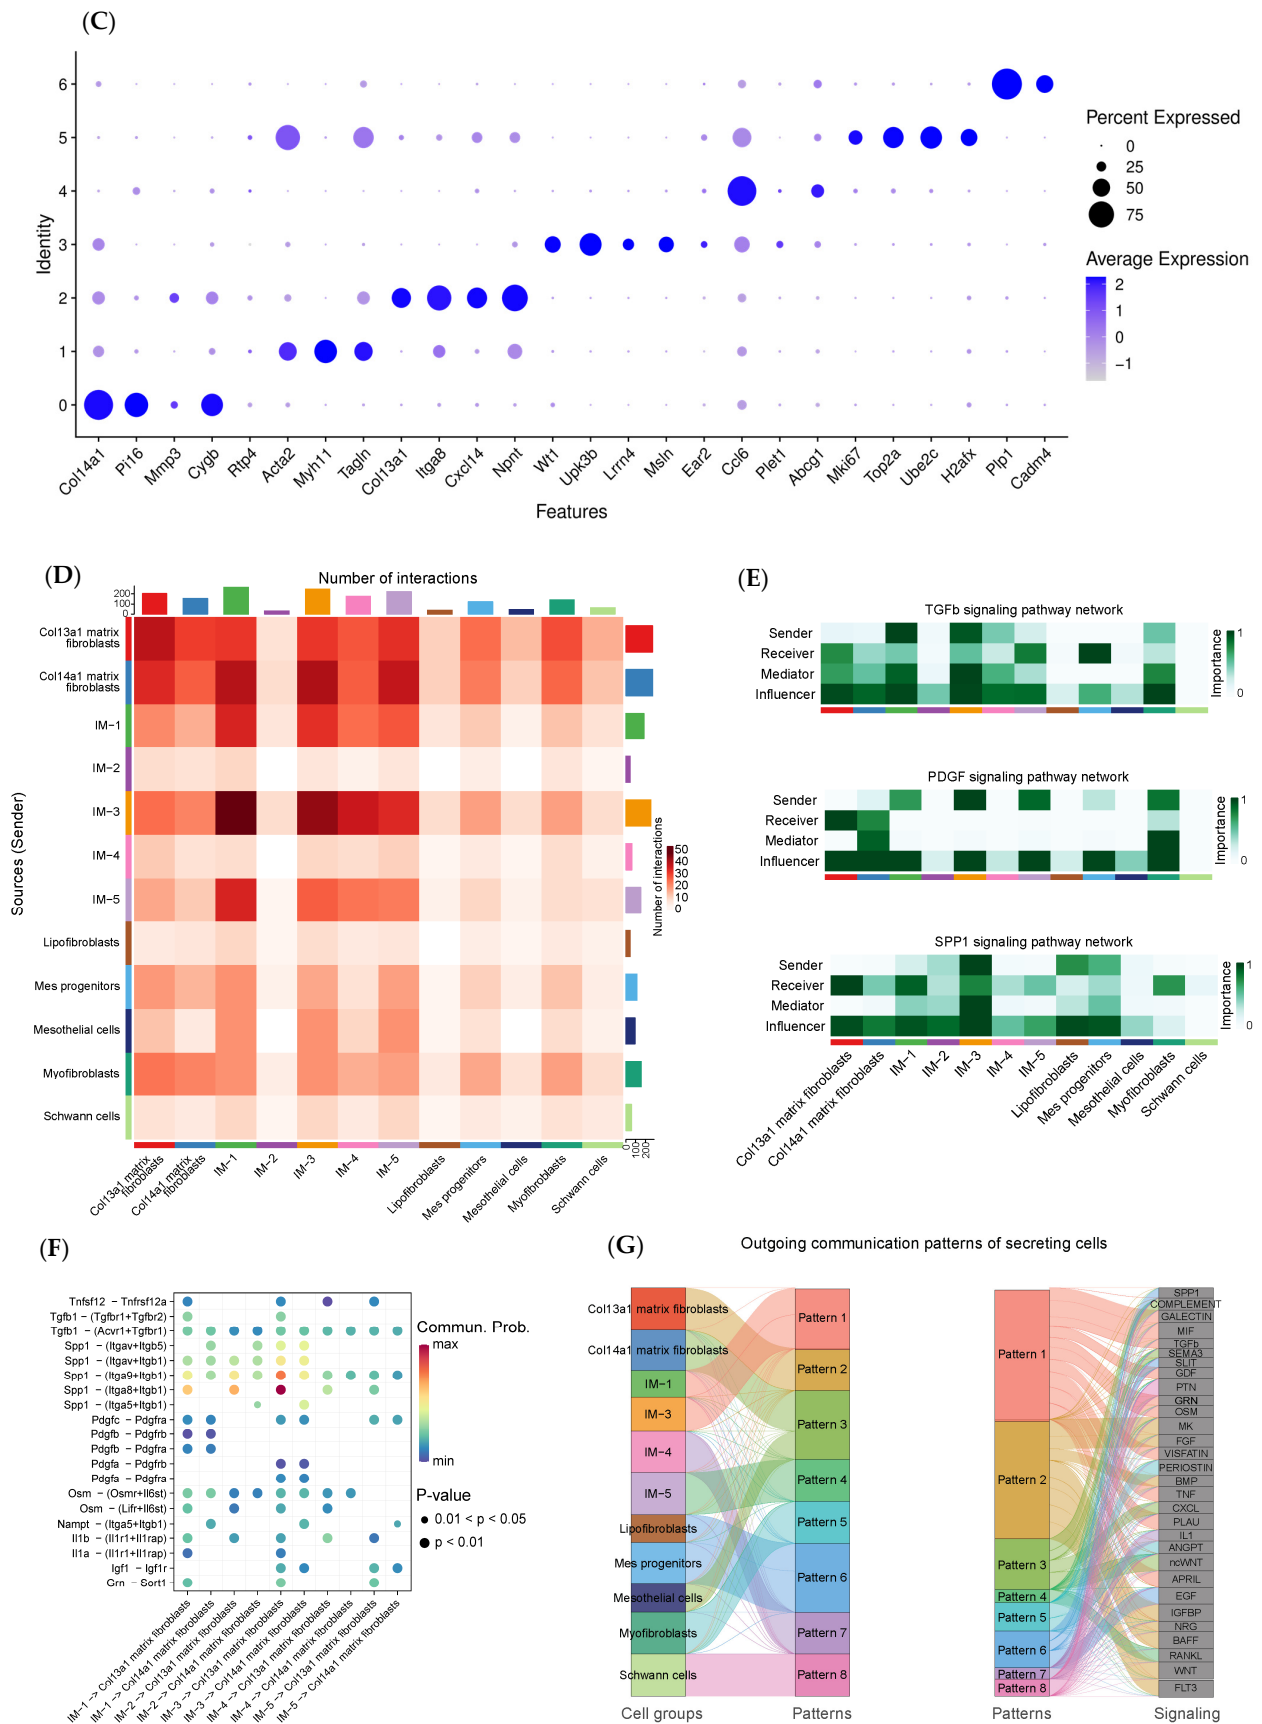 (C)
6
5
4
3
2
1
0
Identity
Col14a1
Pi16
Mmp3
Cygb
Rtp4
Acta2
Myh11
Tagln
Col13a1
Itga8
Cxcl14
Npnt
Wt1
Upk3b
Lrrn4
Msln
Ear2
Ccl6
Plet1
Abcg1
Mki67
Top2a
Ube2c
H2afx
Plp1
Cadm4
Features
Percent Expressed
0
25
50
75
Average Expression
2
1
0
−1
(D)
Number of interactions
200
100
0
Col13a1 matrix
fibroblasts
Col14a1 matrix
fibroblasts
IM−1
IM−2
IM−3
IM−4
IM−5
Lipofibroblasts
Mes progenitors
Mesothelial cells
Myofibroblasts
Schwann cells
Sources (Sender)
Col13a1 matrix
fibroblasts
Col14a1 matrix
fibroblasts
IM−1
IM−2
IM−3
IM−4
IM−5
Lipofibroblasts
Mes progenitors
Mesothelial cells
Myofibroblasts
Schwann cells
0
100
200
Number of interactions
50
40
30
20
10
0
(E)
TGFb signaling pathway network
Sender
Receiver
Mediator
Influencer
Importance
1
0
PDGF signaling pathway network
Sender
Receiver
Mediator
Influencer
Importance
1
0
SPP1 signaling pathway network
Sender
Receiver
Mediator
Influencer
Importance
1
0
Col13a1 matrix fibroblasts
Col14a1 matrix fibroblasts
IM−1
IM−2
IM−3
IM−4
IM−5
Lipofibroblasts
Mes progenitors
Mesothelial cells
Myofibroblasts
Schwann cells
(F)
Tnfsf12 − Tnfrsf12a
Tgfb1 − (Tgfbr1+Tgfbr2)
Tgfb1 − (Acvr1+Tgfbr1)
Spp1 − (Itgav+Itgb5)
Spp1 − (Itgav+Itgb1)
Spp1 − (Itga9+Itgb1)
Spp1 − (Itga8+Itgb1)
Spp1 − (Itga5+Itgb1)
Pdgfc − Pdgfra
Pdgfb − Pdgfrb
Pdgfb − Pdgfra
Pdgfa − Pdgfrb
Pdgfa − Pdgfra
Osm − (Osmr+Il6st)
Osm − (Lifr+Il6st)
Nampt − (Itga5+Itgb1)
Il1b − (Il1r1+Il1rap)
Il1a − (Il1r1+Il1rap)
Igf1 − Igf1r
Grn − Sort1
IM−1 -> Col13a1 matrix fibroblasts
IM−1 -> Col14a1 matrix fibroblasts
IM−2 -> Col13a1 matrix fibroblasts
IM−2 -> Col14a1 matrix fibroblasts
IM−3 -> Col13a1 matrix fibroblasts
IM−3 -> Col14a1 matrix fibroblasts
IM−4 -> Col13a1 matrix fibroblasts
IM−4 -> Col14a1 matrix fibroblasts
IM−5 -> Col13a1 matrix fibroblasts
IM−5 -> Col14a1 matrix fibroblasts
Commun. Prob.
max
min
P-value
0.01 < p < 0.05
p < 0.01
(G)
Outgoing communication patterns of secreting cells
Col13a1 matrix fibroblasts
Col14a1 matrix fibroblasts
IM−1
IM−3
IM−4
IM−5
Lipofibroblasts
Mes progenitors
Mesothelial cells
Myofibroblasts
Schwann cells
Cell groups
Pattern 1
Pattern 2
Pattern 3
Pattern 4
Pattern 5
Pattern 6
Pattern 7
Pattern 8
Patterns
Pattern 1
Pattern 2
Pattern 3
Pattern 4
Pattern 5
Pattern 6
Pattern 7
Pattern 8
Patterns
SPP1
COMPLEMENT
GALECTIN
MIF
TGFb
SEMA3
SLIT
GDF
PTN
GRN
OSM
MK
FGF
VISFATIN
PERIOSTIN
BMP
TNF
CXCL
PLAU
IL1
ANGPT
ncWNT
APRIL
EGF
IGFBP
NRG
BAFF
RANKL
WNT
FLT3
Signaling